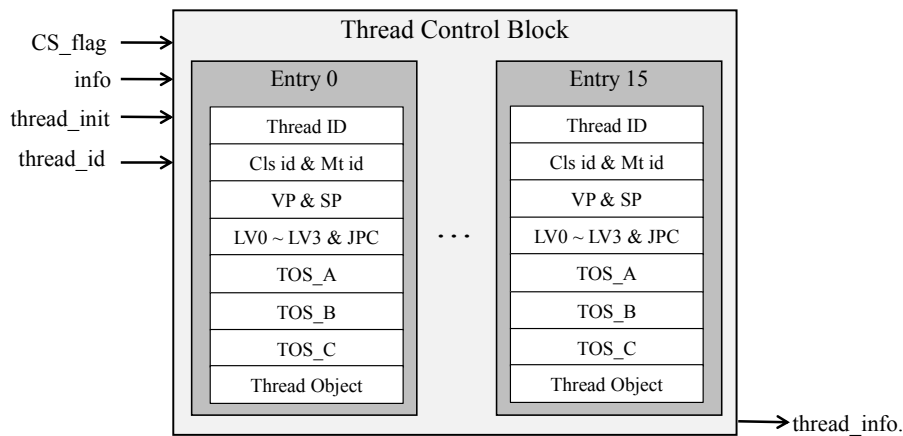 Thread Control Block
CS_flag
info
thread_init
thread_id
Entry 0
Thread ID
Cls id & Mt id
VP & SP
LV0 ~ LV3 & JPC
TOS_A
TOS_B
TOS_C
Thread Object
...
Entry 15
Thread ID
Cls id & Mt id
VP & SP
LV0 ~ LV3 & JPC
TOS_A
TOS_B
TOS_C
Thread Object
thread_info.